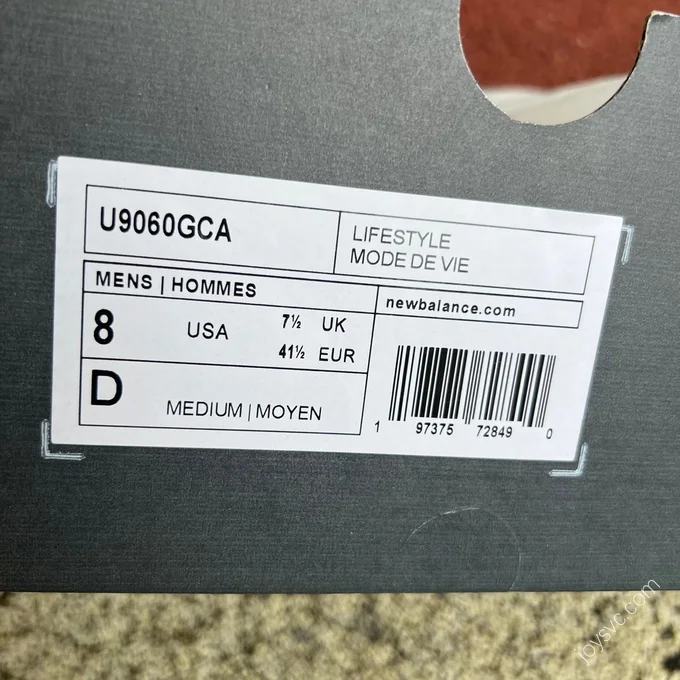 U9060GCA
LIFESTYLE
MODE DE VIE
MENS | HOMMES
newbalance.com
8 USA 7½ UK
41½ EUR
D MEDIUM | MOYEN
1 97375 72849 0
joysvc.com